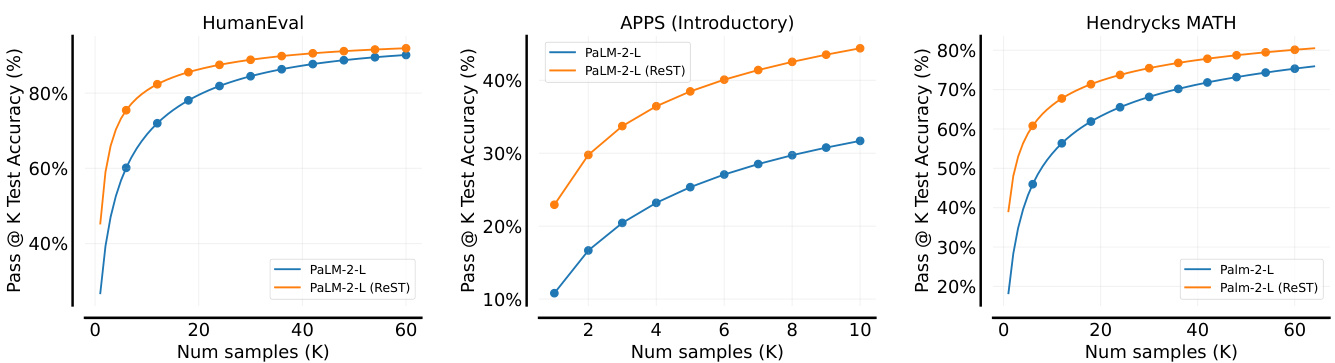 HumanEval
Pass @ K Test Accuracy (%)
80%
60%
40%
PaLM-2-L
PaLM-2-L (ReST)
0 20 40 60
Num samples (K)
APPS (Introductory)
Pass @ K Test Accuracy (%)
PaLM-2-L
PaLM-2-L (ReST)
40%
30%
20%
10%
2 4 6 8 10
Num samples (K)
Hendrycks MATH
Pass @ K Test Accuracy (%)
80%
70%
60%
50%
40%
30%
20%
Palm-2-L
Palm-2-L (ReST)
0 20 40 60
Num samples (K)